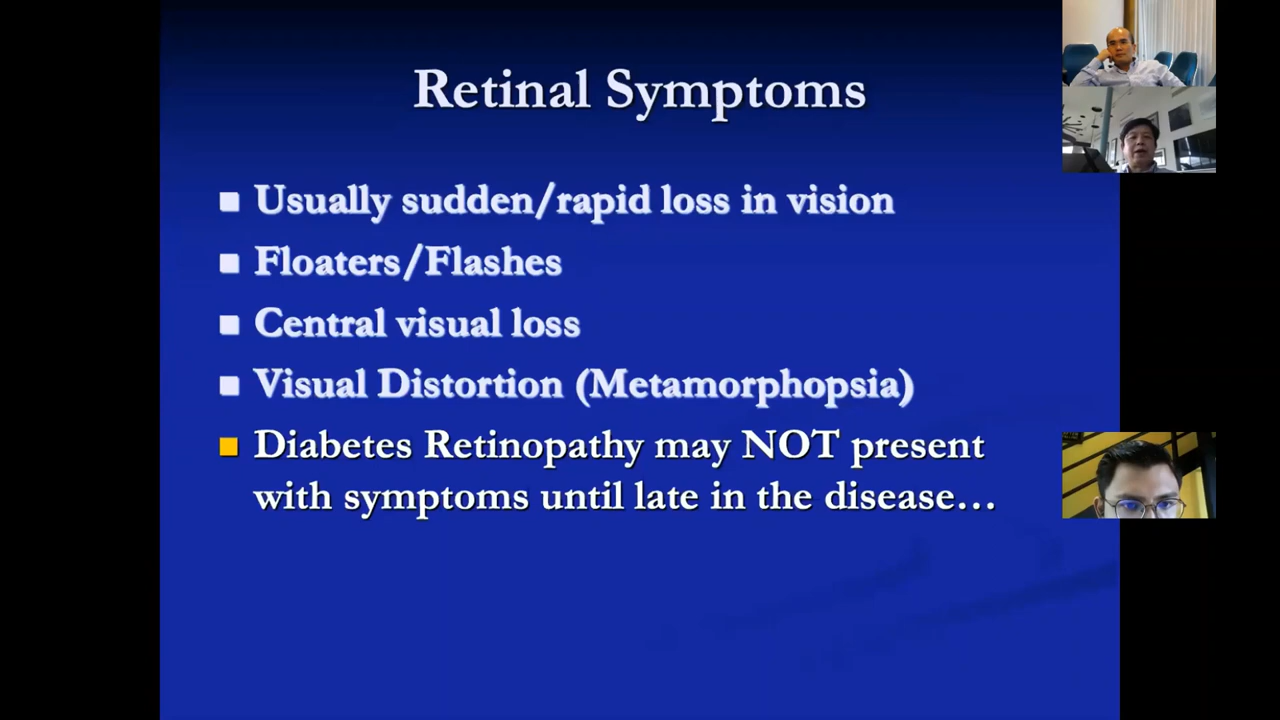 Retinal Symptoms
Usually sudden/rapid loss in vision
Floaters/Flashes
Central visual loss
Visual Distortion (Metamorphopsia)
Diabetes Retinopathy may NOT present
with symptoms until late in the disease…